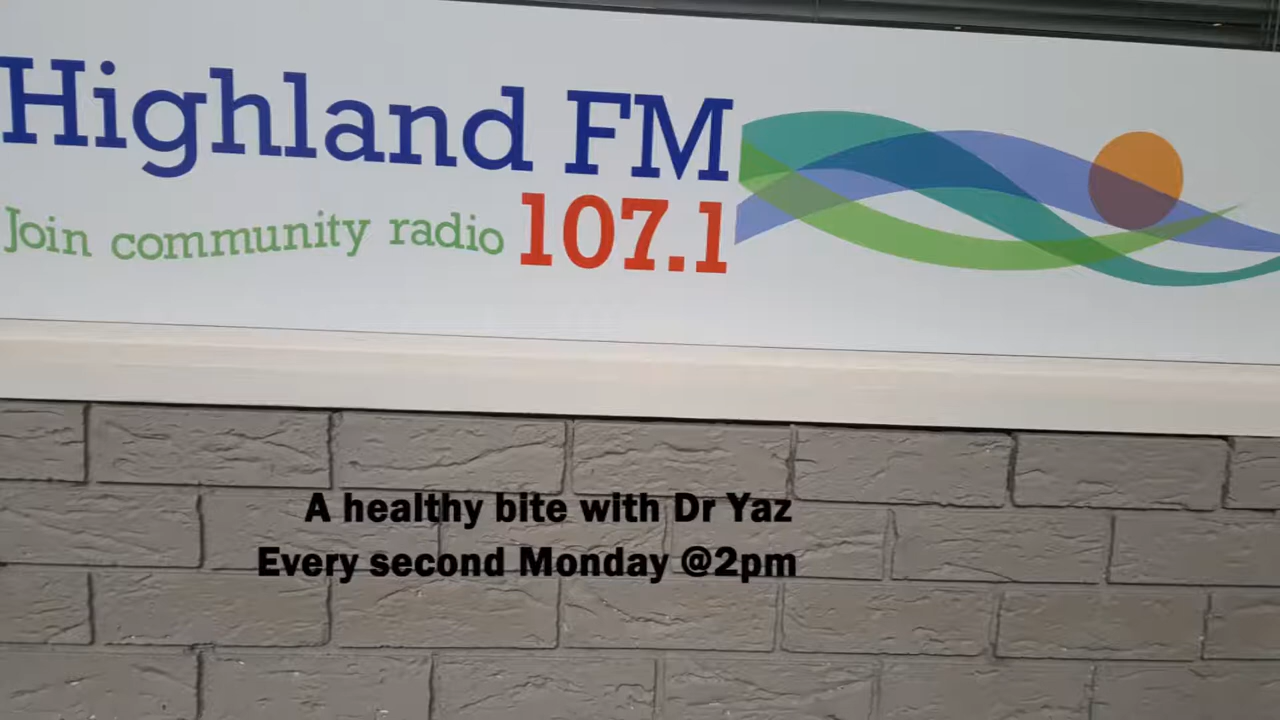 Highland FM
Join community radio 107.1
A healthy bite with Dr Yaz
Every second Monday @2pm